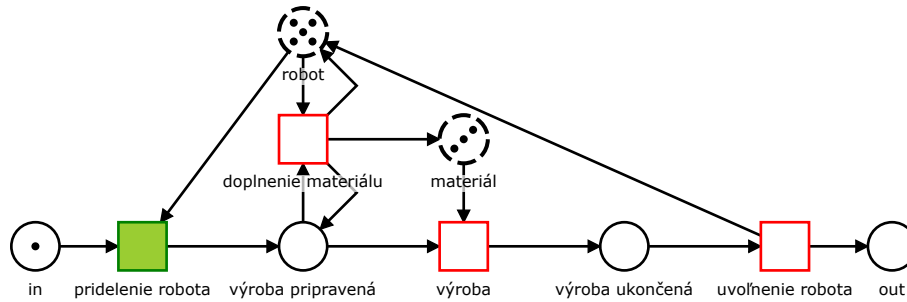 robot
doplnenie materiálu
materiál
in
pridelenie robota
výroba pripravená
výroba
výroba ukončená
uvoľnenie robota
out